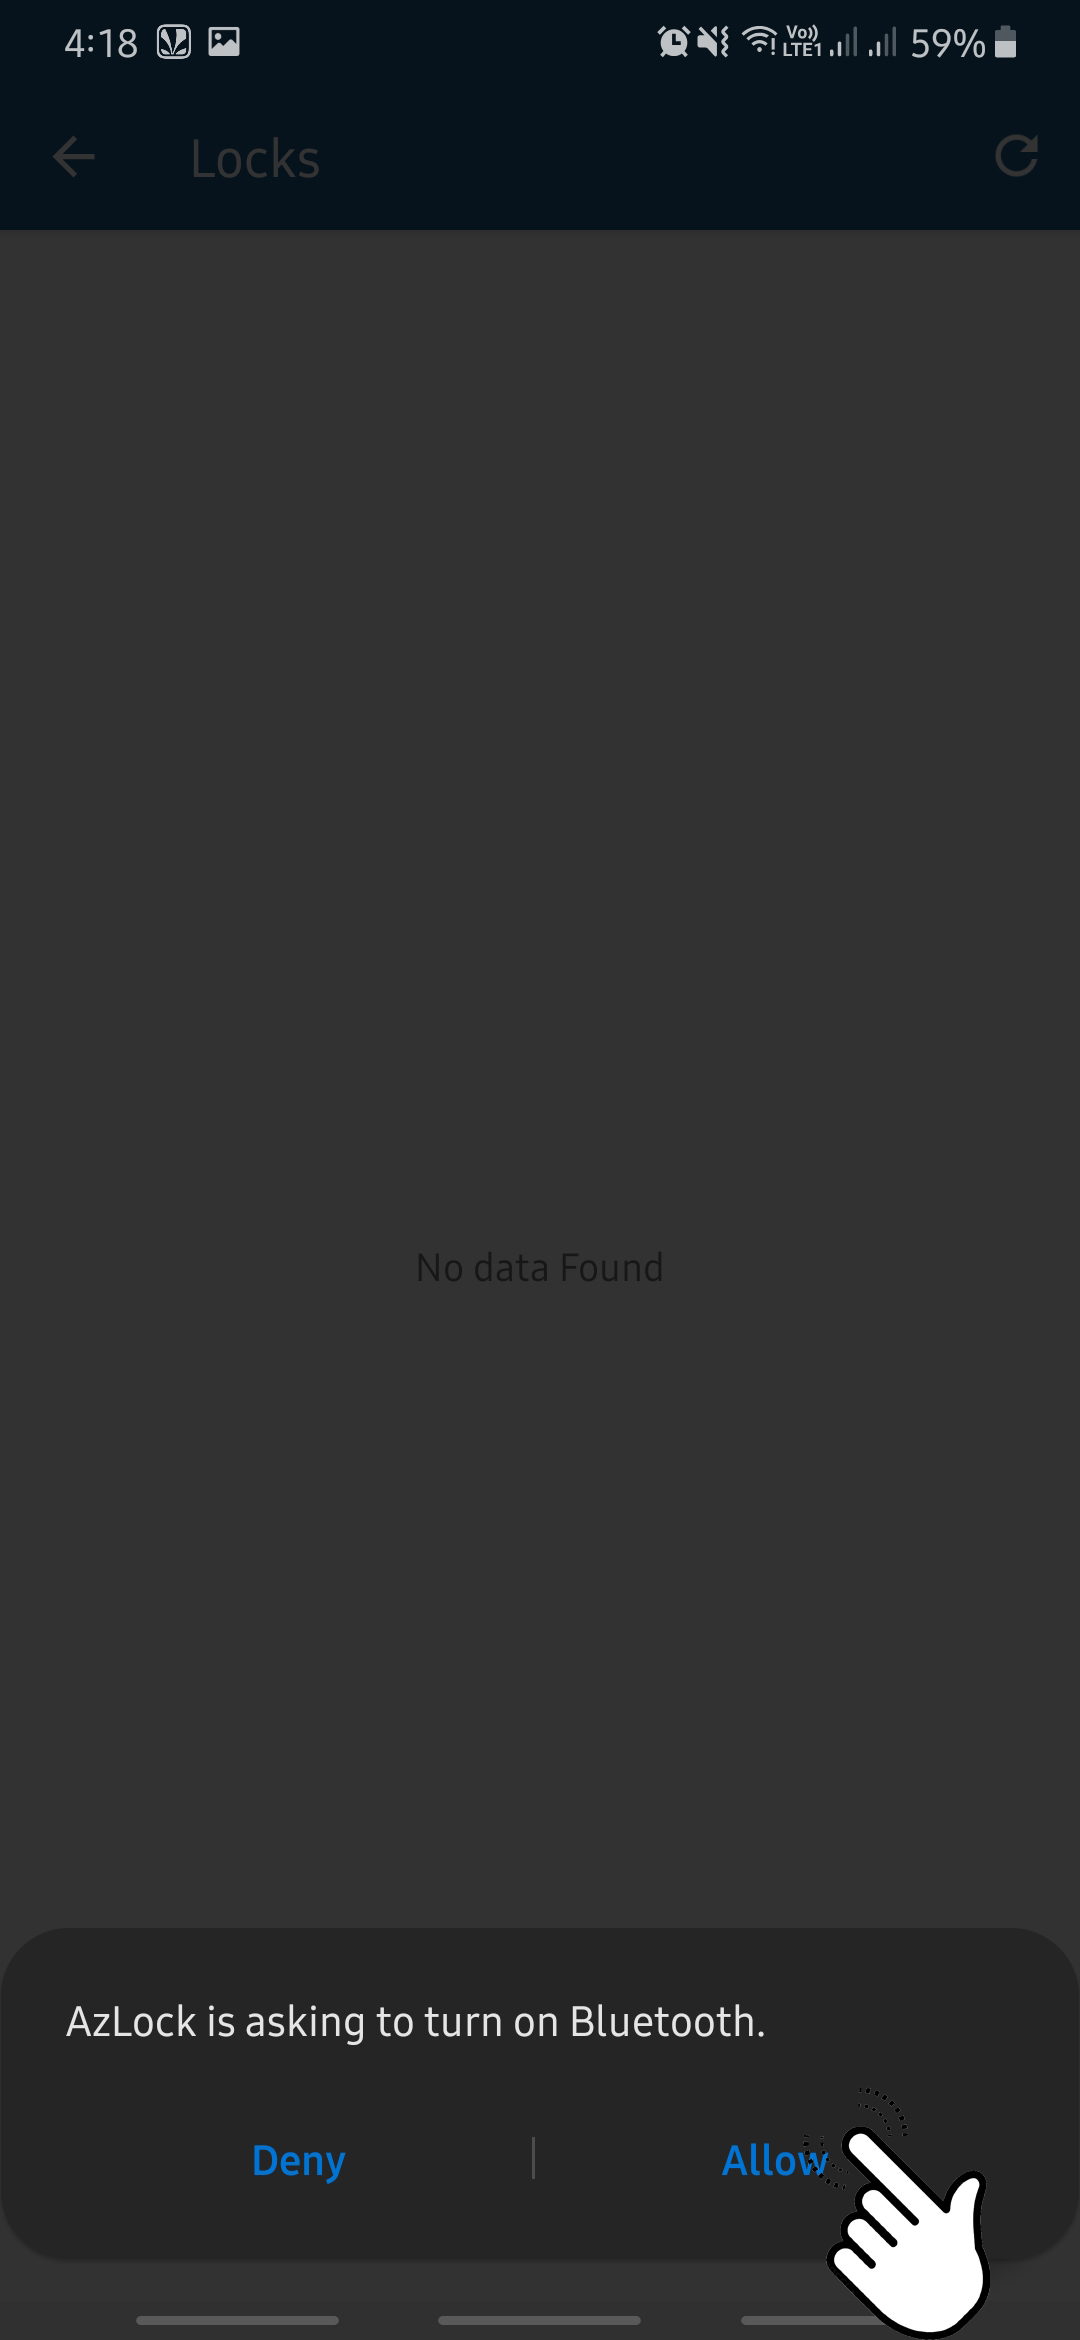 4:18 Vo)) LTE1 59%
Locks
No data Found
AzLock is asking to turn on Bluetooth.
Deny Allow